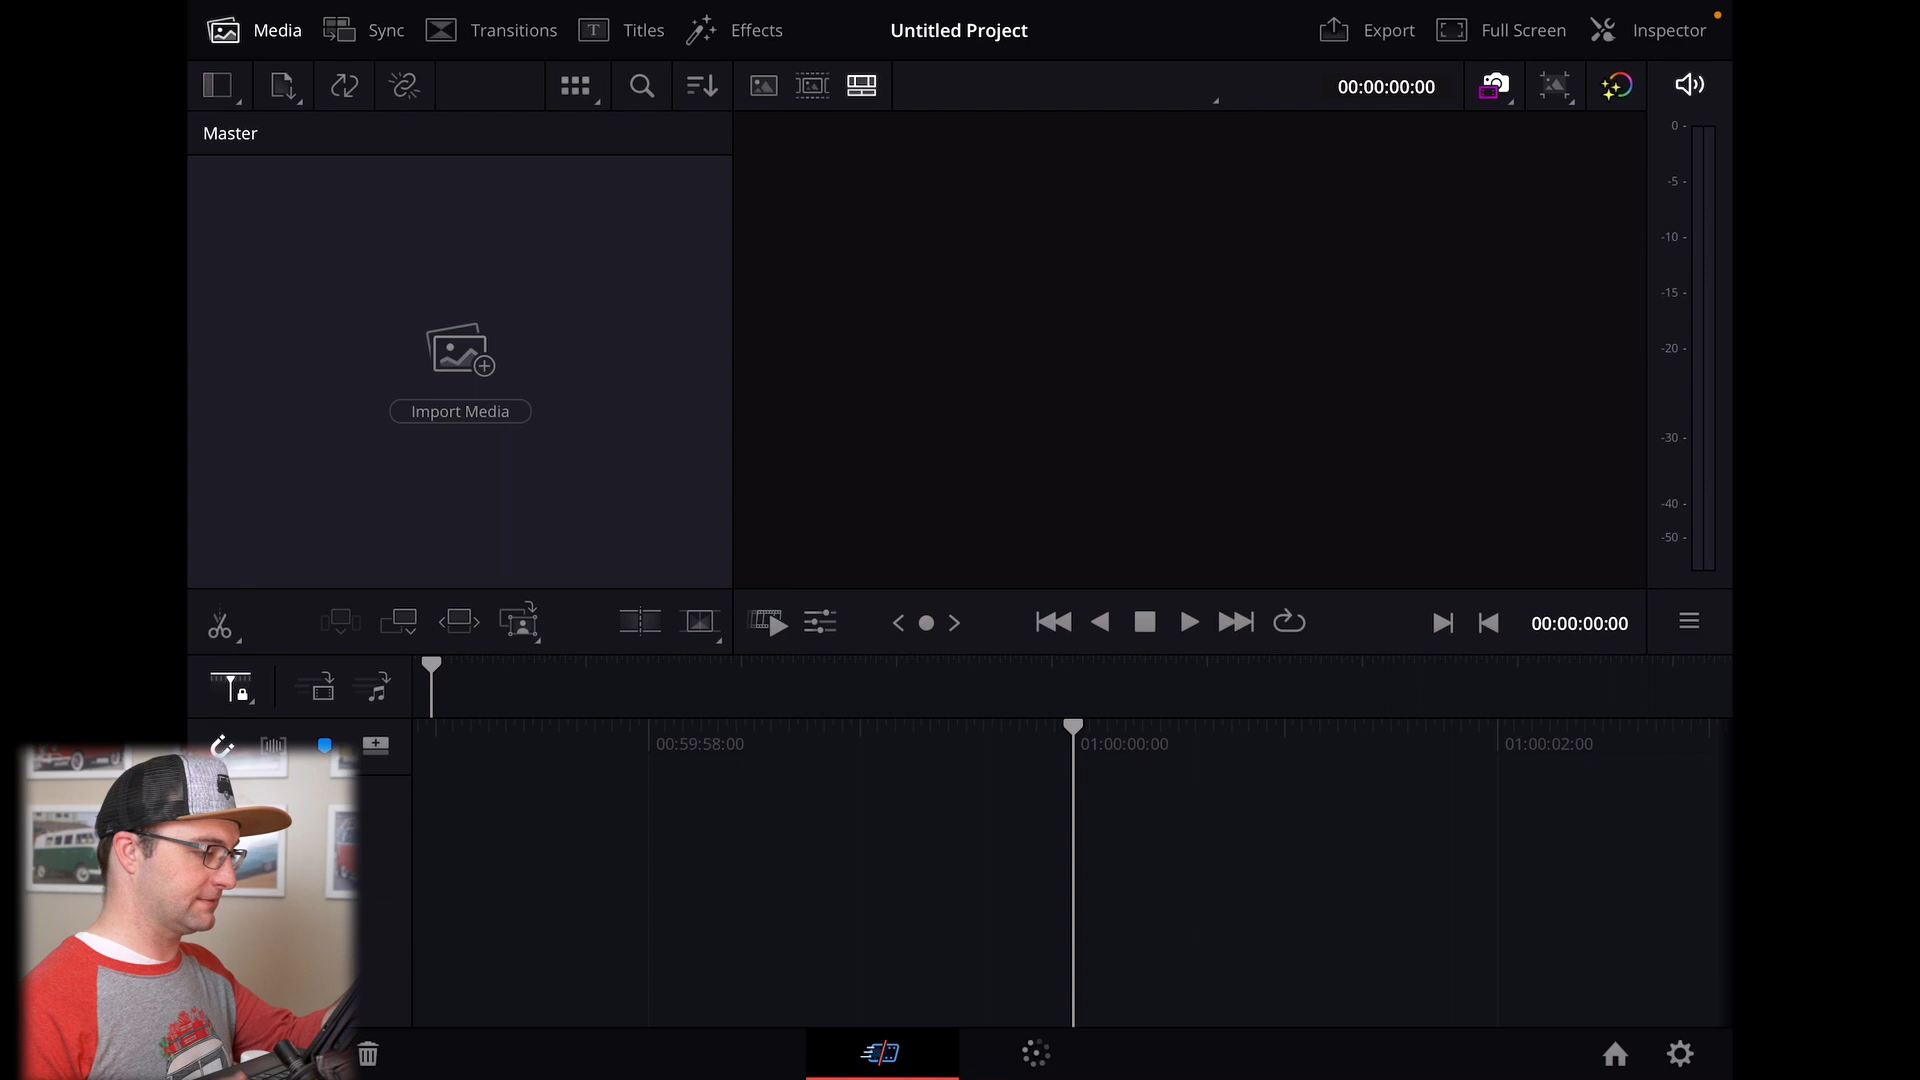 Media
Sync
Transitions
T
Titles
Effects
Untitled Project
Export
Full Screen
Inspector
00:00:00:00
Master
Import Media
0
-5
-10
-15
-20
-30
-40
-50
00:00:00:00
00:59:58:00
01:00:00:00
01:00:02:00